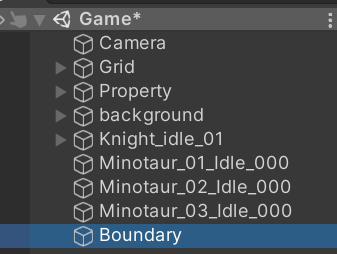 Game*
Camera
Grid
Property
background
Knight_idle_01
Minotaur_01_Idle_000
Minotaur_02_Idle_000
Minotaur_03_Idle_000
Boundary